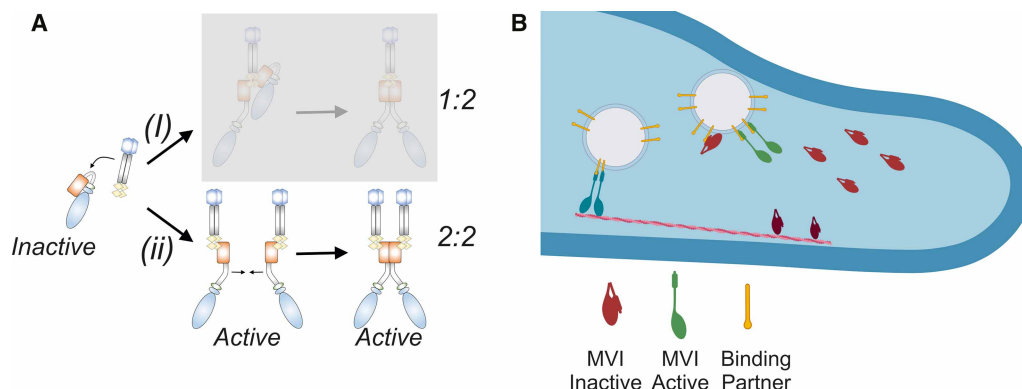 A
B
(I)
1:2
Inactive
(ii)
2:2
Active
Active
MVI
Inactive
MVI
Active
Binding
Partner